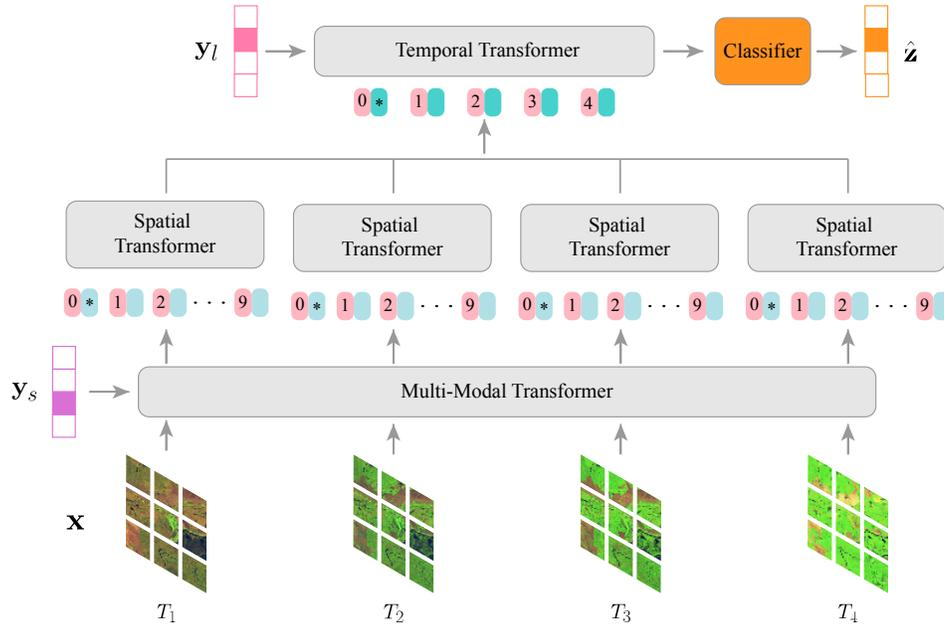 y_l
Temporal Transformer
Classifier
ẑ
0 * 1 2 3 4
Spatial
Transformer
Spatial
Transformer
Spatial
Transformer
Spatial
Transformer
0 * 1 2 · · · 9
0 * 1 2 · · · 9
0 * 1 2 · · · 9
0 * 1 2 · · · 9
y_s
Multi-Modal Transformer
x
T_1
T_2
T_3
T_4